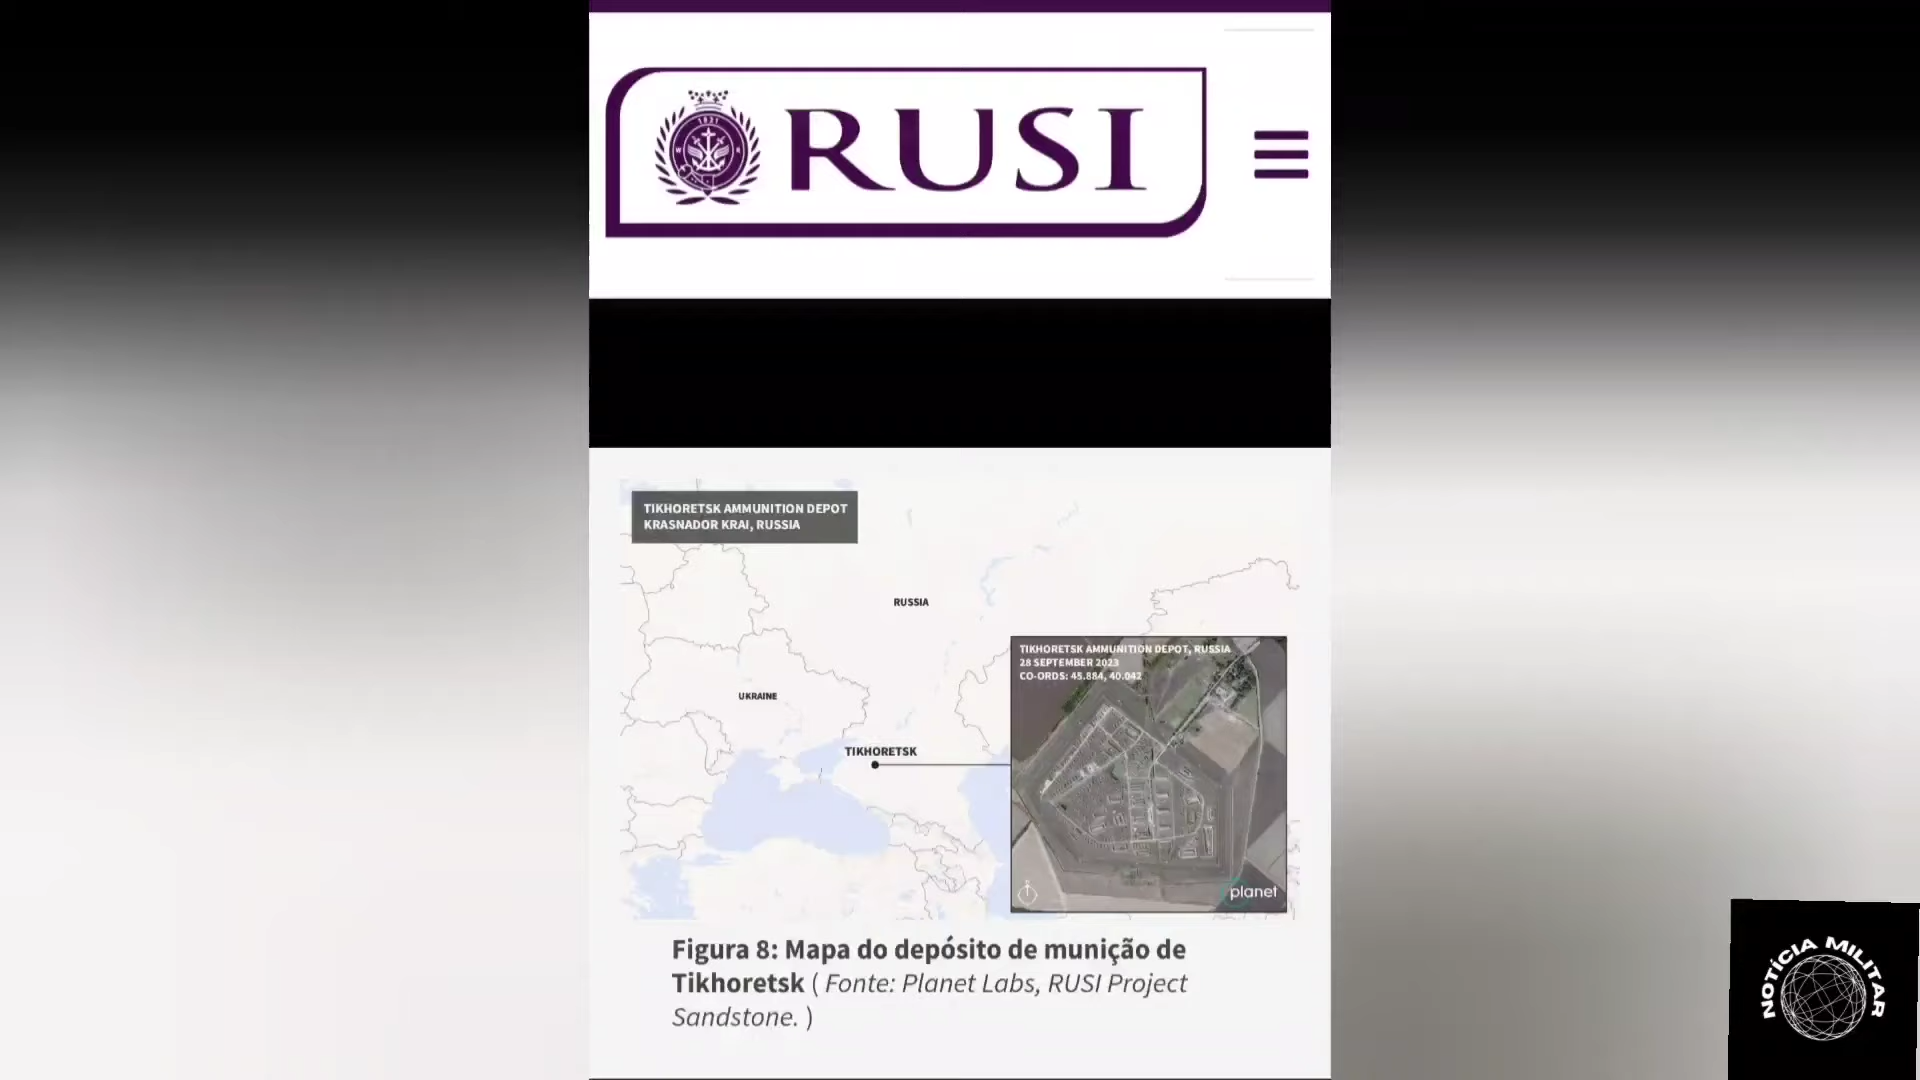 1831
RUSI
TIKHORETSK AMMUNITION DEPOT
KRASNADOR KRAI, RUSSIA
RUSSIA
UKRAINE
TIKHORETSK
TIKHORETSK AMMUNITION DEPOT, RUSSIA
28 SEPTEMBER 2023
CO-ORDS: 45.884, 40.042
planet
Figura 8: Mapa do depósito de munição de
Tikhoretsk ( Fonte: Planet Labs, RUSI Project
Sandstone. )
NOTÍCIA MILITAR